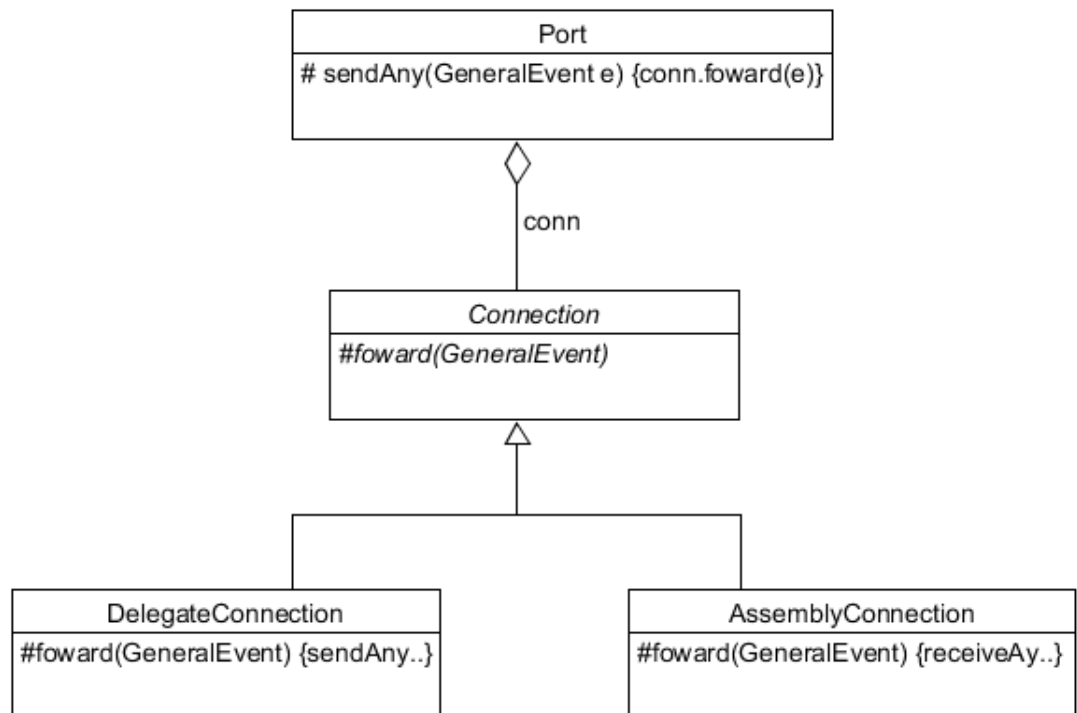 Port
# sendAny(GeneralEvent e) {conn.foward(e)}
conn
Connection
#foward(GeneralEvent)
DelegateConnection
#foward(GeneralEvent) {sendAny..}
AssemblyConnection
#foward(GeneralEvent) {receiveAy..}